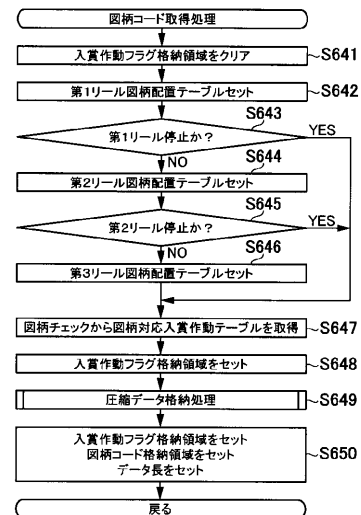 図柄コード取得処理
入賞作動フラグ格納領域をクリア
S641
第1リール図柄配置テーブルセット
S642
S643
第1リール停止か?
YES
NO
S644
第2リール図柄配置テーブルセット
S645
第2リール停止か?
YES
NO
S646
第3リール図柄配置テーブルセット
図柄チェックから図柄対応入賞作動テーブルを取得
S647
入賞作動フラグ格納領域をセット
S648
圧縮データ格納処理
S649
入賞作動フラグ格納領域をセット
図柄コード格納領域をセット
データ長をセット
S650
戻る